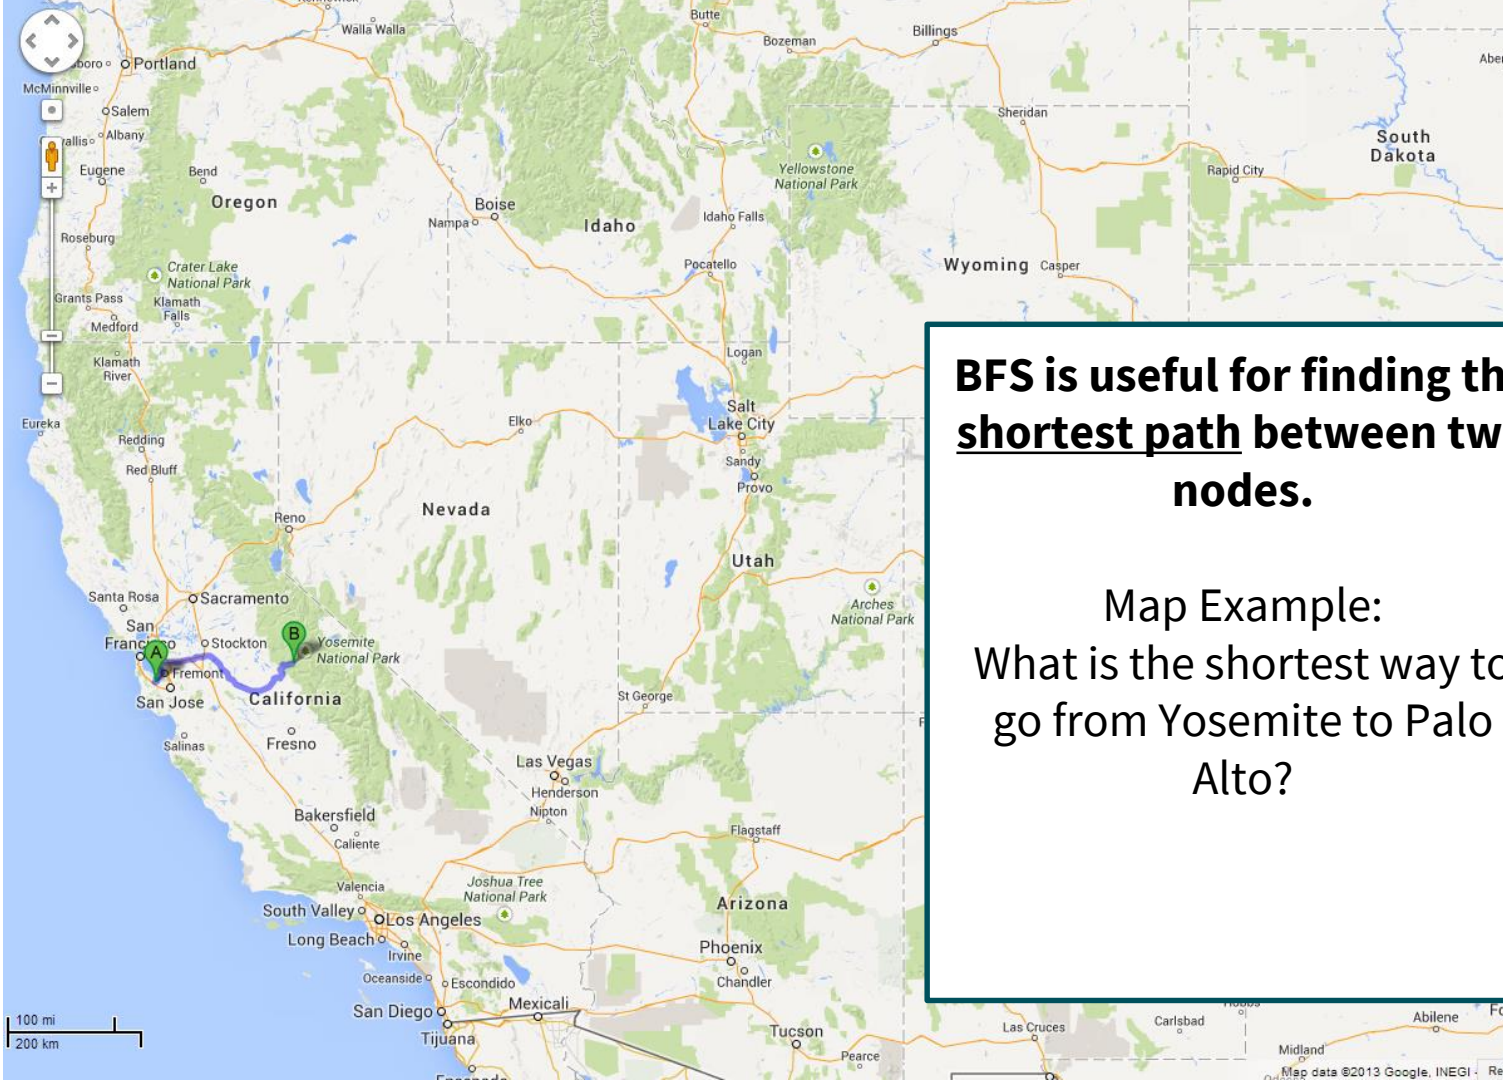 Walla Walla
Butte
Bozeman
Billings
Portland
McMinnville
Salem
Albany
Eugene
Bend
Oregon
Roseburg
Crater Lake
National Park
Grants Pass
Klamath
Falls
Medford
Klamath
River
Boise
Nampa
Idaho
Idaho Falls
Pocatello
Yellowstone
National Park
Sheridan
South
Dakota
Rapid City
Wyoming
Casper
Logan
Salt
Lake City
Sandy
Provo
Elko
Eureka
Redding
Red Bluff
Reno
Nevada
Utah
Arches
National Park
Santa Rosa
Sacramento
San
Francisco
Stockton
A
B
Yosemite
National Park
Fremont
San Jose
California
Salinas
Fresno
St George
Las Vegas
Henderson
Nipton
Bakersfield
Caliente
Flagstaff
Valencia
Joshua Tree
National Park
South Valley
Los Angeles
Long Beach
Irvine
Arizona
Phoenix
Chandler
Oceanside
Escondido
San Diego
Mexicali
Tijuana
Tucson
Pearce
Las Cruces
Carlsbad
Midland
Abilene
BFS is useful for finding th
shortest path between tw
nodes.
Map Example:
What is the shortest way to
go from Yosemite to Palo
Alto?
100 mi
200 km
Map data ©2013 Google, INEGI - Re